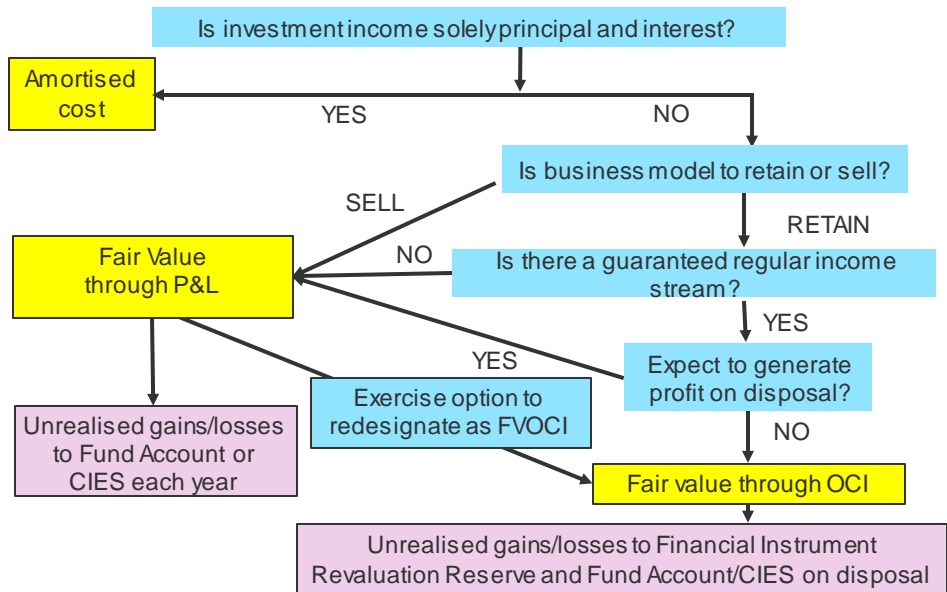 Is investment income solely principal and interest?
Amortised
cost
YES
NO
Is business model to retain or sell?
SELL
RETAIN
Fair Value
through P&L
NO
Is there a guaranteed regular income
stream?
YES
Expect to generate
profit on disposal?
YES
Exercise option to
redesignate as FVOCI
Unrealised gains/losses
to Fund Account or
CIES each year
NO
Fair value through OCI
Unrealised gains/losses to Financial Instrument
Revaluation Reserve and Fund Account/CIES on disposal